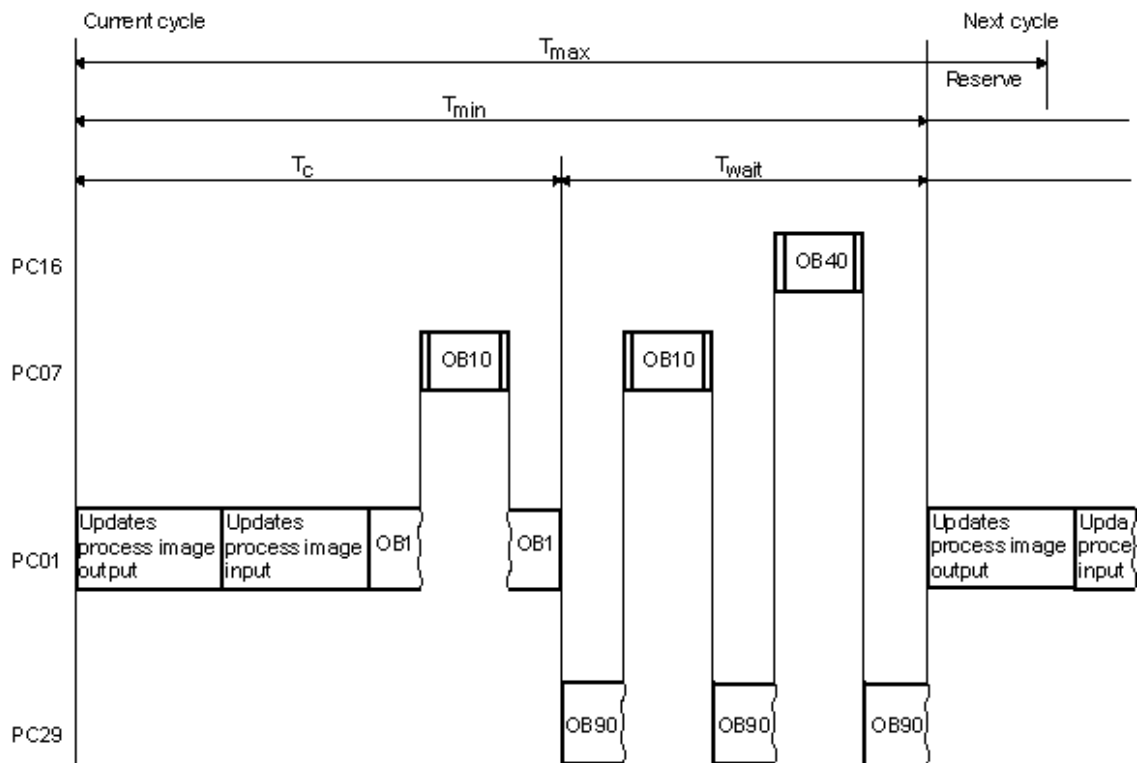 Current cycle
Next cycle
Tmax
Reserve
Tmin
Tc
Twait
PC16
OB40
PC07
OB10
OB10
PC01
Updates
process image
output
Updates
process image
input
OB1
OB1
Updates
process image
output
Upda
proce
input
PC29
OB90
OB90
OB90